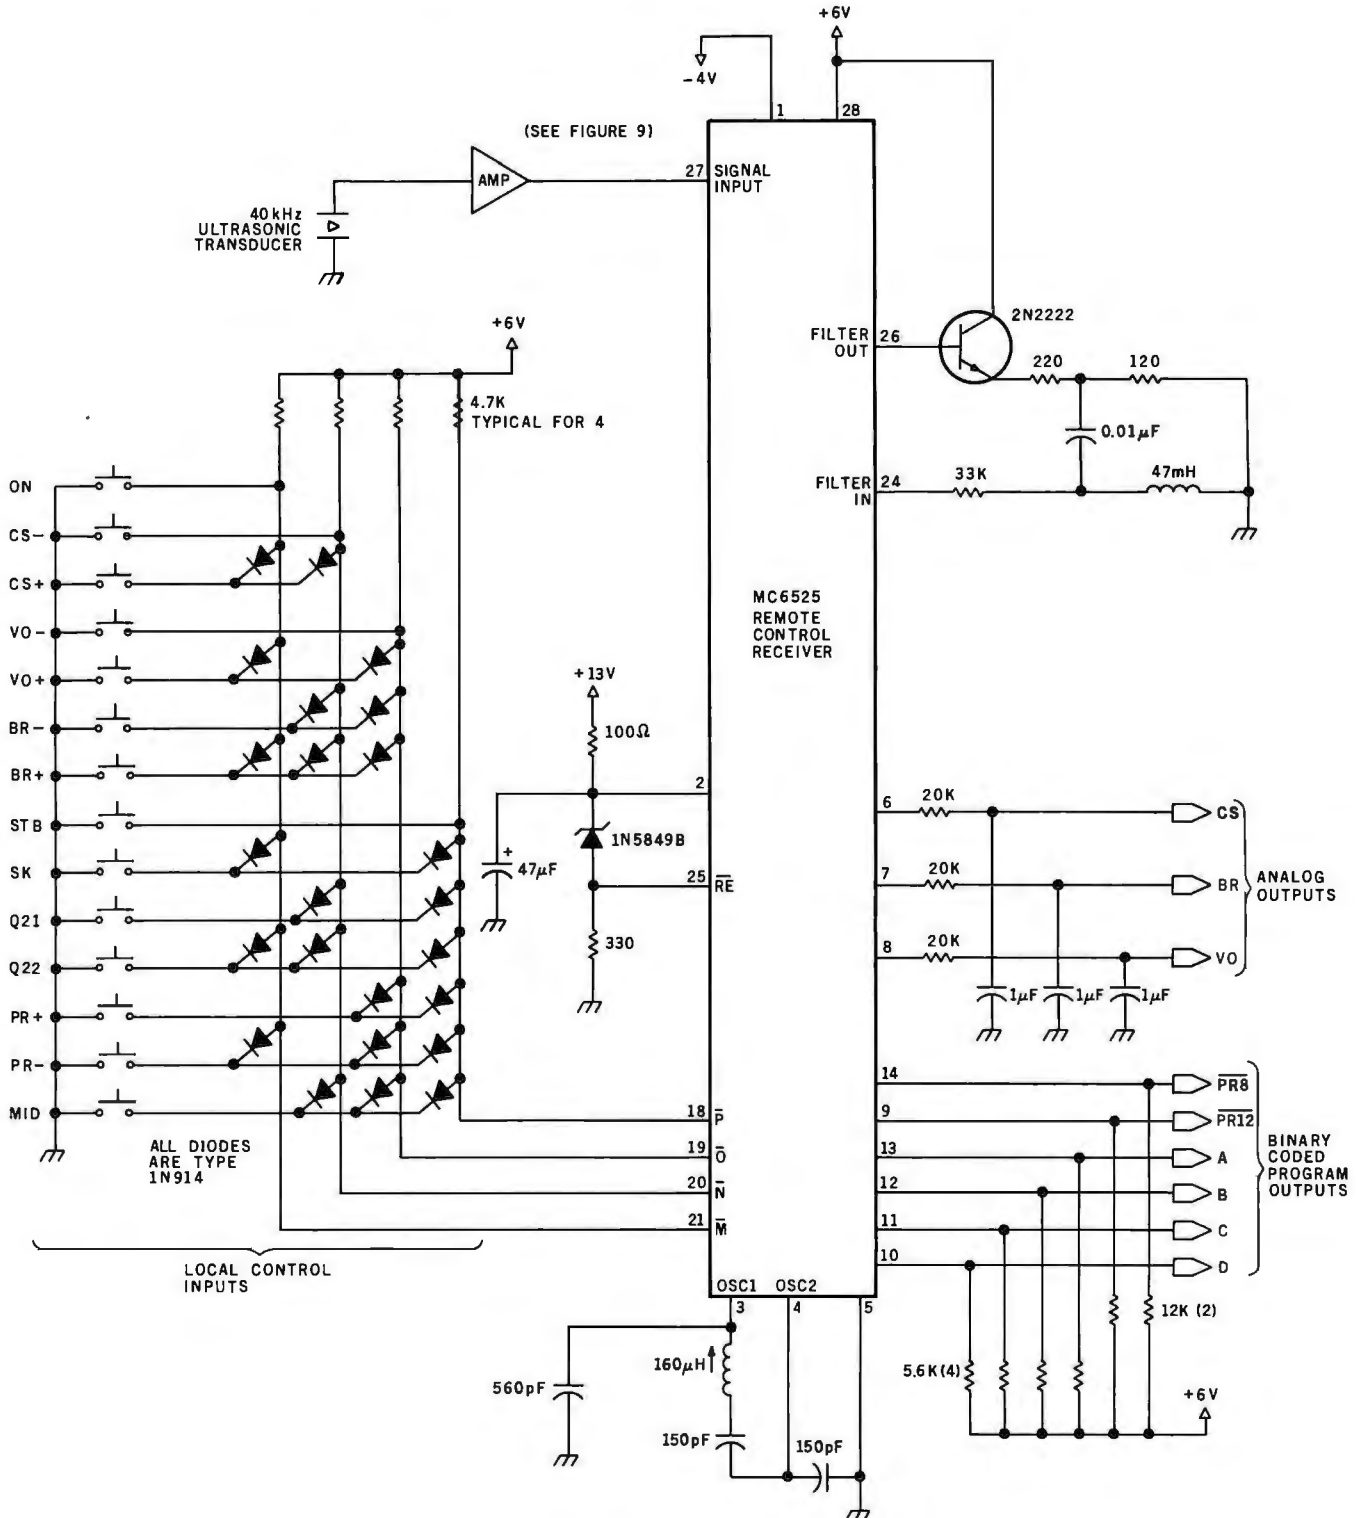 +6V
-4V
1
28
(SEE FIGURE 9)
27
SIGNAL
INPUT
AMP
40kHz
ULTRASONIC
TRANSDUCER
2N2222
+6V
FILTER
OUT
26
220
120
4.7K
TYPICAL FOR 4
0.01μF
ON
33K
47mH
FILTER
IN
24
CS-
CS+
MC6525
REMOTE
CONTROL
RECEIVER
VO-
VO+
+13V
BR-
100Ω
BR+
2
20K
6
CS
STB
1N5849B
+
47μF
SK
25
R̅E̅
7
20K
BR
ANALOG
OUTPUTS
Q21
330
20K
8
VO
Q22
1μF
1μF
1μF
PR+
PR-
14
P̅R̅8̅
MID
18
P̅
9
P̅R̅1̅2̅
ALL DIODES
ARE TYPE
1N914
19
O̅
13
A
BINARY
CODED
PROGRAM
OUTPUTS
20
N̅
12
B
21
M̅
11
C
LOCAL CONTROL
INPUTS
10
D
OSC1
OSC2
3
4
5
12K (2)
160μH
5.6K(4)
560pF
+6V
150pF
150pF